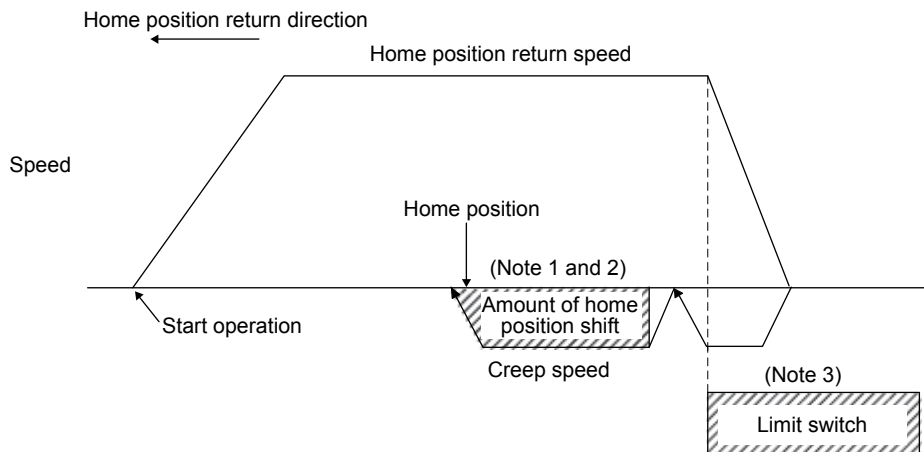 Home position return direction
Home position return speed
Speed
Home position
(Note 1 and 2)
Amount of home
position shift
Start operation
Creep speed
(Note 3)
Limit switch